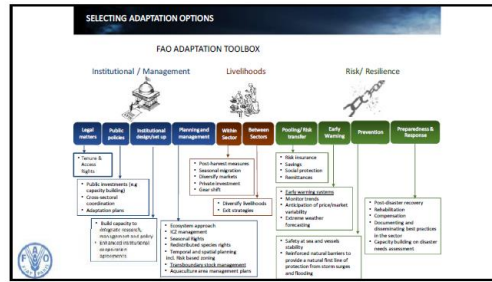 SELECTING ADAPTATION OPTIONS
FAO ADAPTATION TOOLBOX
Institutional / Management
Livelihoods
Risk/ Resilience
Legal
matters
Public
policies
Institutional
design/set up
Planning and
management
Within
Sector
Between
Sectors
Pooling/Risk
transfer
Early
Warning
Prevention
Preparedness &
Response
• Tenure &
Access
Rights
• Public investments (e.g
capacity building)
• Cross sectoral
coordination
• Adaptation plans
• Build capacity to
integrate research,
management and policy
• Enhanced institutional
cooperation
agreements
• Ecosystem approach
• ICZ management
• Seasonal Rights
• Redistributed species rights
• Temporal and spatial planning
incl. Risk based zoning
• Transboundary stock management
• Aquaculture area management plans
• Post-harvest measures
• Seasonal migration
• Diversify markets
• Private investment
• Gear shift
• Diversify livelihoods
• Exit strategies
• Risk insurance
• Savings
• Social protection
• Remittances
• Early warning systems
• Monitor trends
• Anticipation of price/market
variability
• Extreme weather
forecasting
• Safety at sea and vessels
stability
• Reinforced natural barriers to
provide a natural first line of
protection from storm surges
and flooding
• Post-disaster recovery
• Rehabilitation
• Compensation
• Documenting and
disseminating best practices in
the sector
• Capacity building on disaster
needs assessment